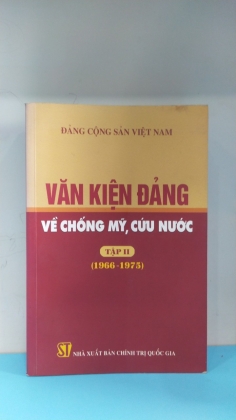 ĐẢNG CỘNG SẢN VIỆT NAM
VĂN KIỆN ĐẢNG
VỀ CHỐNG MỸ, CỨU NƯỚC
TẬP II
(1966-1975)
ST NHÀ XUẤT BẢN CHÍNH TRỊ QUỐC GIA